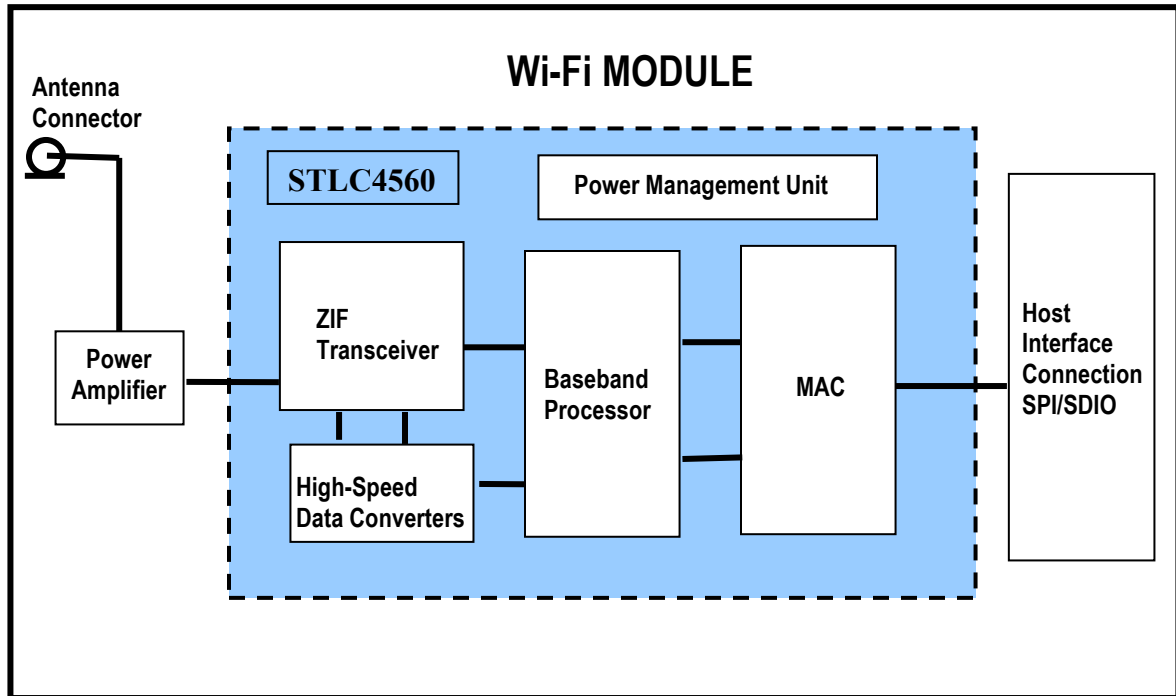 Wi-Fi MODULE
Antenna
Connector
STLC4560
Power Management Unit
ZIF
Transceiver
Power
Amplifier
Baseband
Processor
MAC
Host
Interface
Connection
SPI/SDIO
High-Speed
Data Converters